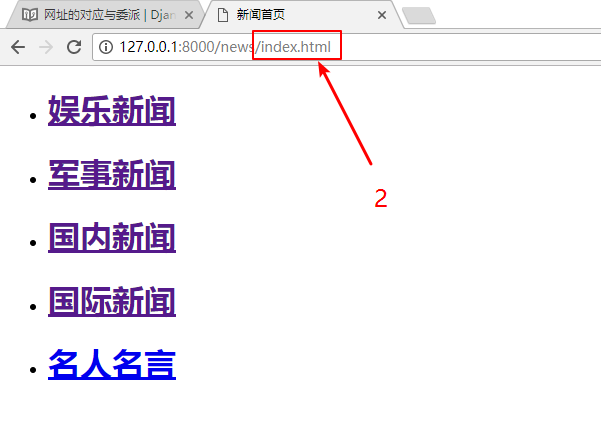 网址的对应与委派 | Djan
新闻首页
127.0.0.1:8000/news/index.html
娱乐新闻
军事新闻
2
国内新闻
国际新闻
名人名言